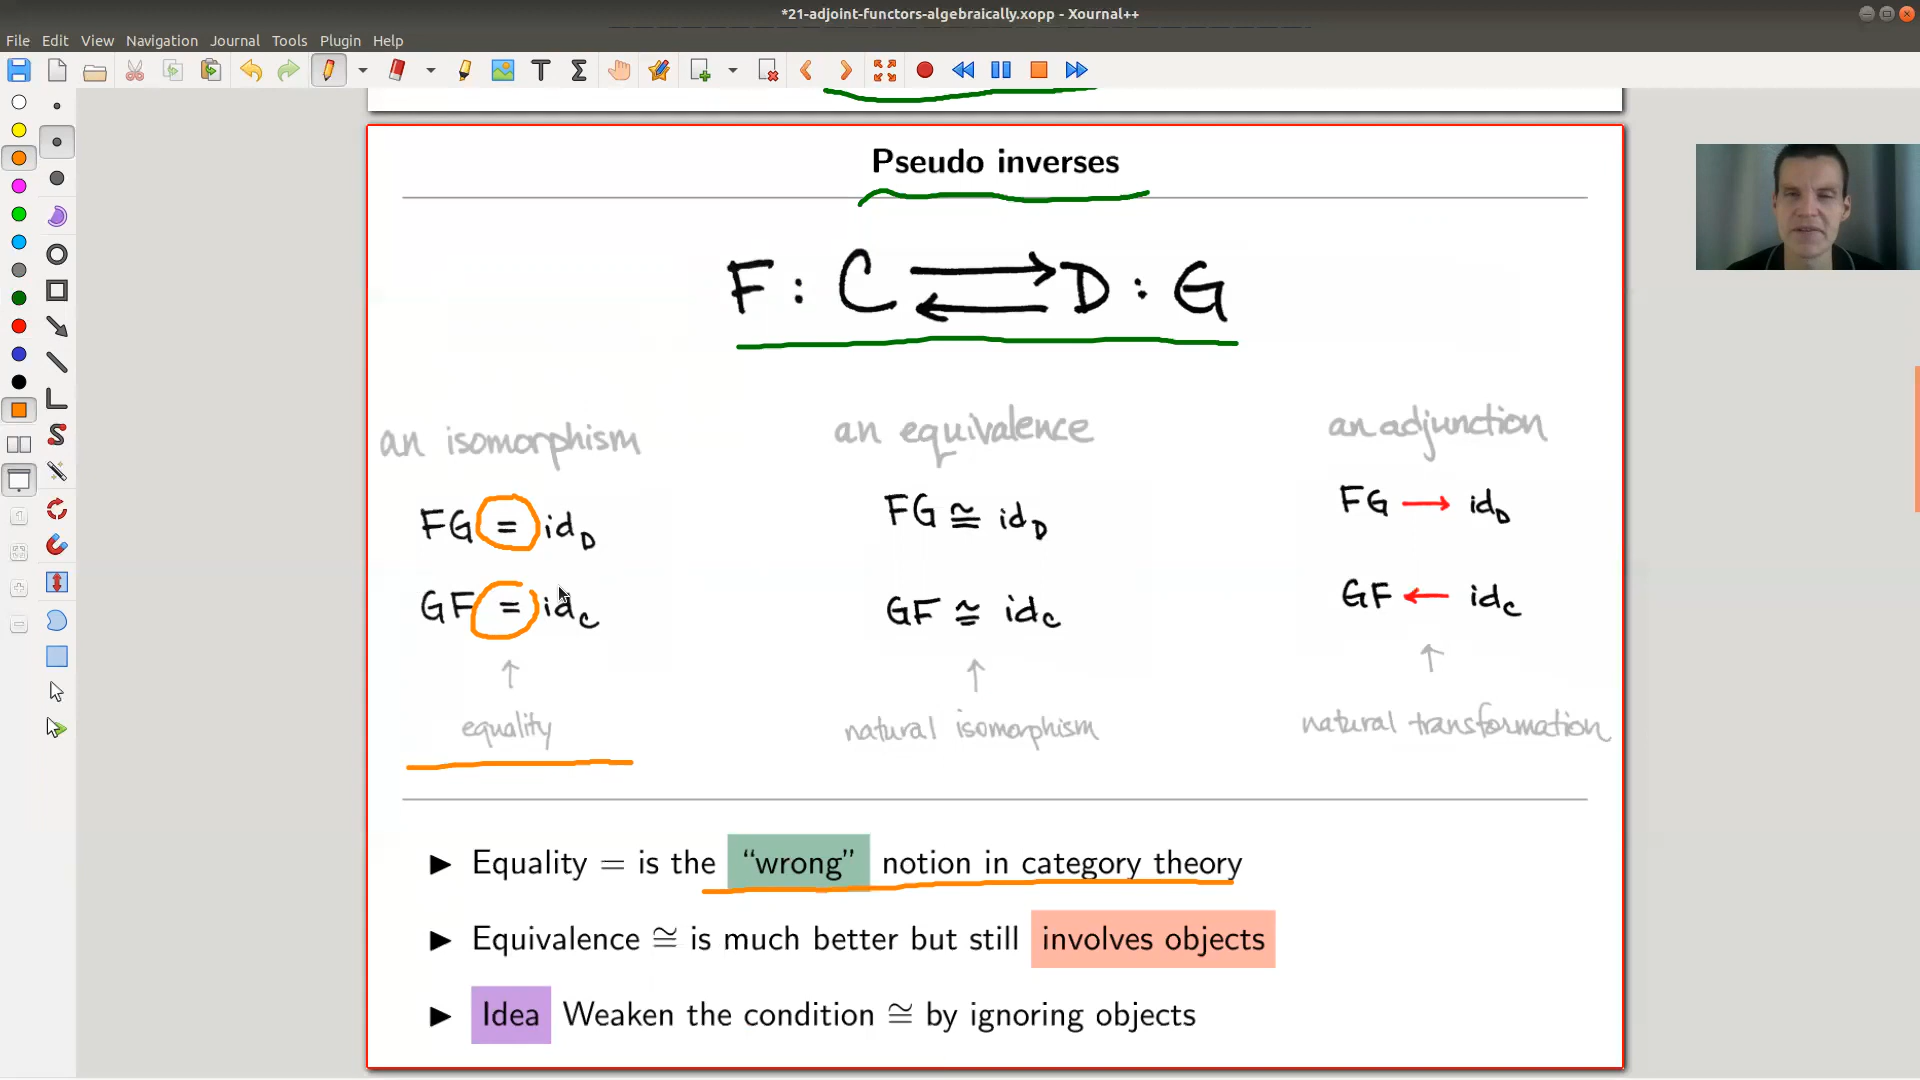 *21-adjoint-functors-algebraically.xopp - Xournal++
File Edit View Navigation Journal Tools Plugin Help
Pseudo inverses
F : C ⇄ D : G
an isomorphism
FG = id_D
GF = id_C
↑
equality
an equivalence
FG ≅ id_D
GF ≅ id_C
↑
natural isomorphism
an adjunction
FG → id_D
GF ← id_C
↑
natural transformation
► Equality = is the “wrong” notion in category theory
► Equivalence ≅ is much better but still involves objects
► Idea Weaken the condition ≅ by ignoring objects